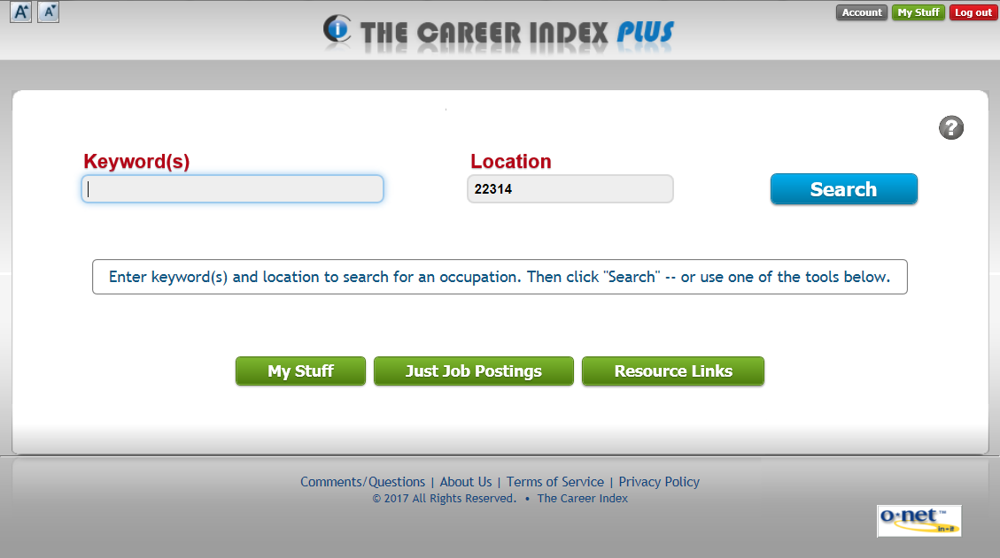 A A Account My Stuff Log out
i THE CAREER INDEX PLUS
?
Keyword(s) Location
22314 Search
Enter keyword(s) and location to search for an occupation. Then click "Search" -- or use one of the tools below.
My Stuff Just Job Postings Resource Links
Comments/Questions | About Us | Terms of Service | Privacy Policy
© 2017 All Rights Reserved. • The Career Index
o·net™
in-it